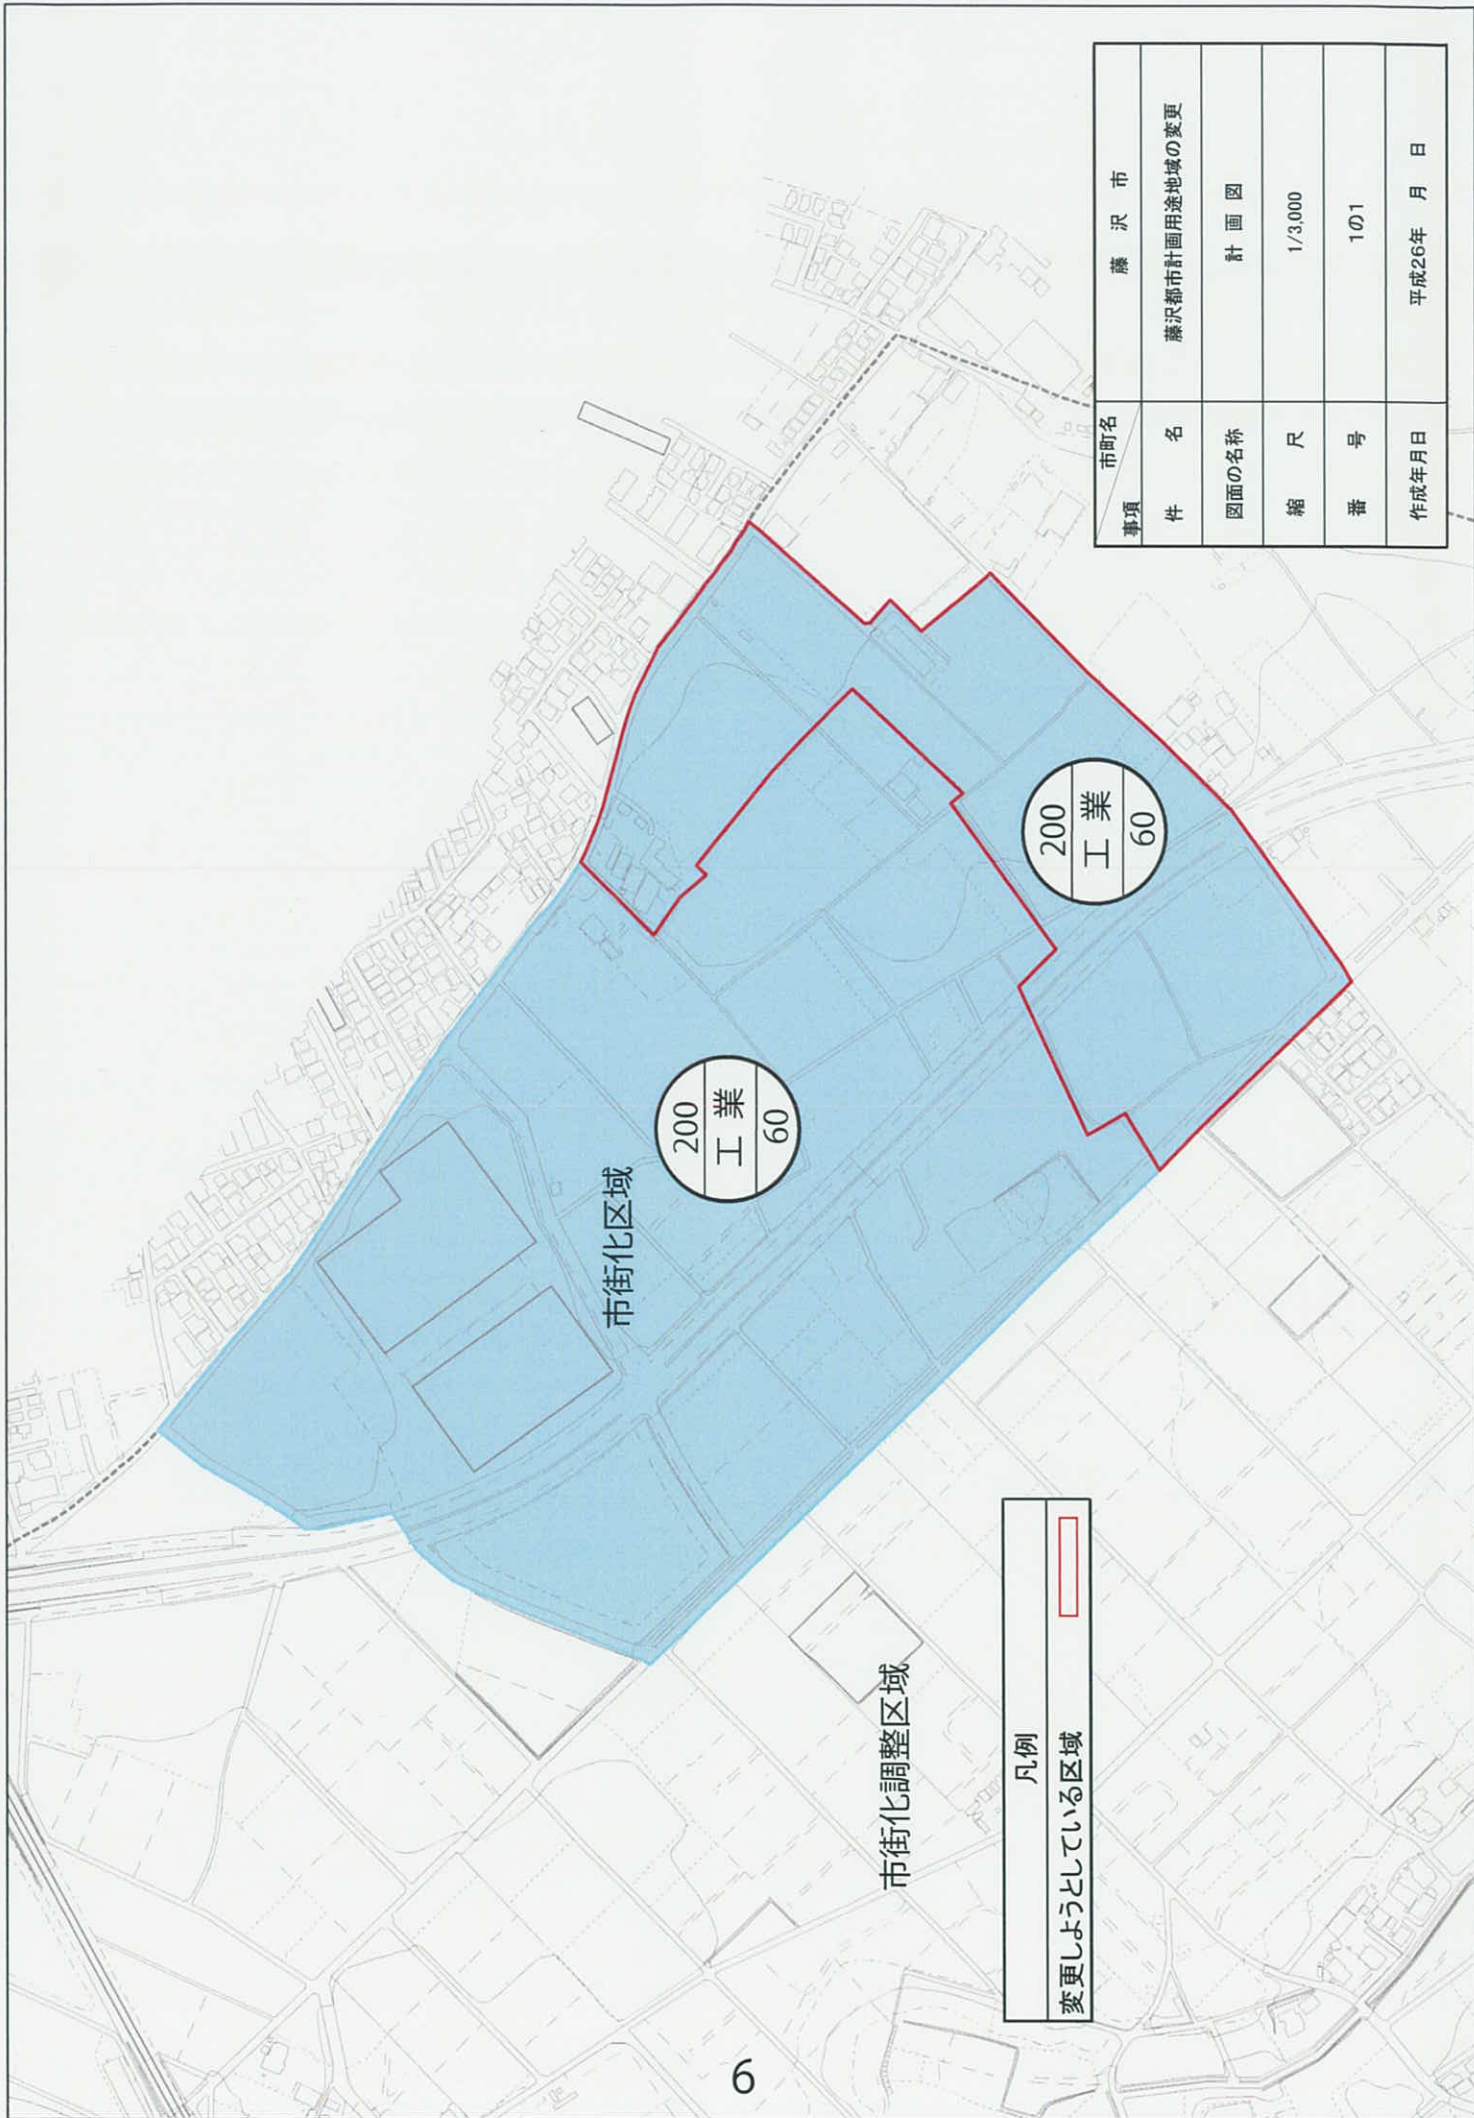 市町名
事項
藤 沢 市
件 名
藤沢都市計画用途地域の変更
図面の名称
計 画 図
縮 尺
1/3,000
番 号
1の1
作成年月日
平成26年 月 日
200
工 業
60
200
工 業
60
市街化区域
市街化調整区域
凡例
変更しようとしている区域
6